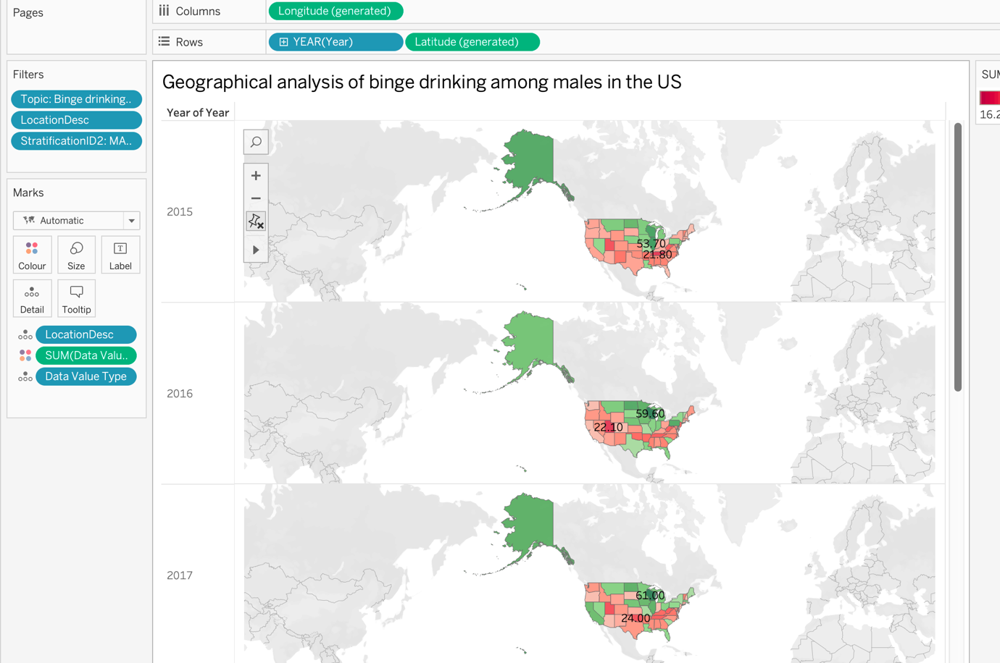 Pages
Columns
Longitude (generated)
Rows
YEAR(Year)
Latitude (generated)
Filters
Topic: Binge drinking..
LocationDesc
StratificationID2: MA..
Marks
Automatic
Colour
Size
Label
Detail
Tooltip
LocationDesc
SUM(Data Valu..
Data Value Type
Geographical analysis of binge drinking among males in the US
Year of Year
2015
53.70
21.80
2016
59.60
22.10
2017
61.00
24.00
SUM
16.2